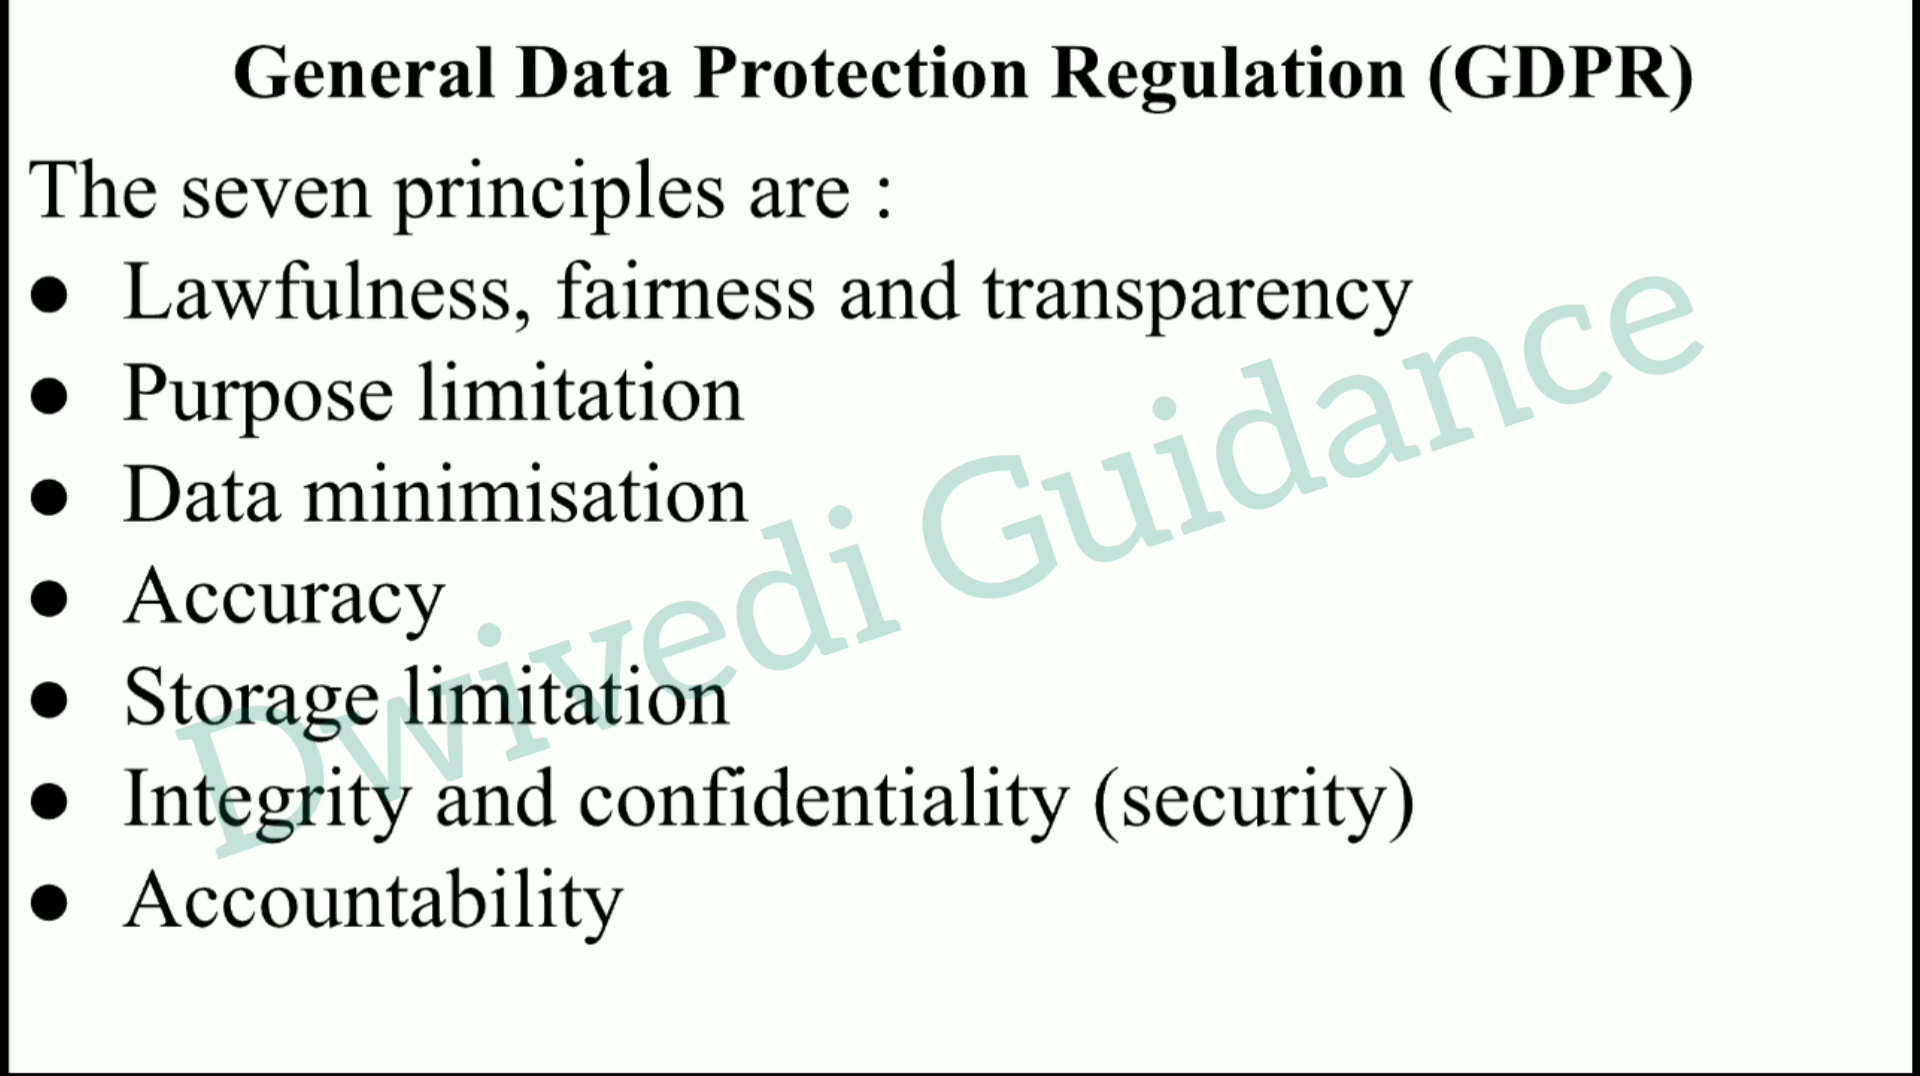 General Data Protection Regulation (GDPR)
The seven principles are :
● Lawfulness, fairness and transparency
● Purpose limitation
● Data minimisation
● Accuracy
● Storage limitation
● Integrity and confidentiality (security)
● Accountability
Dwivedi Guidance